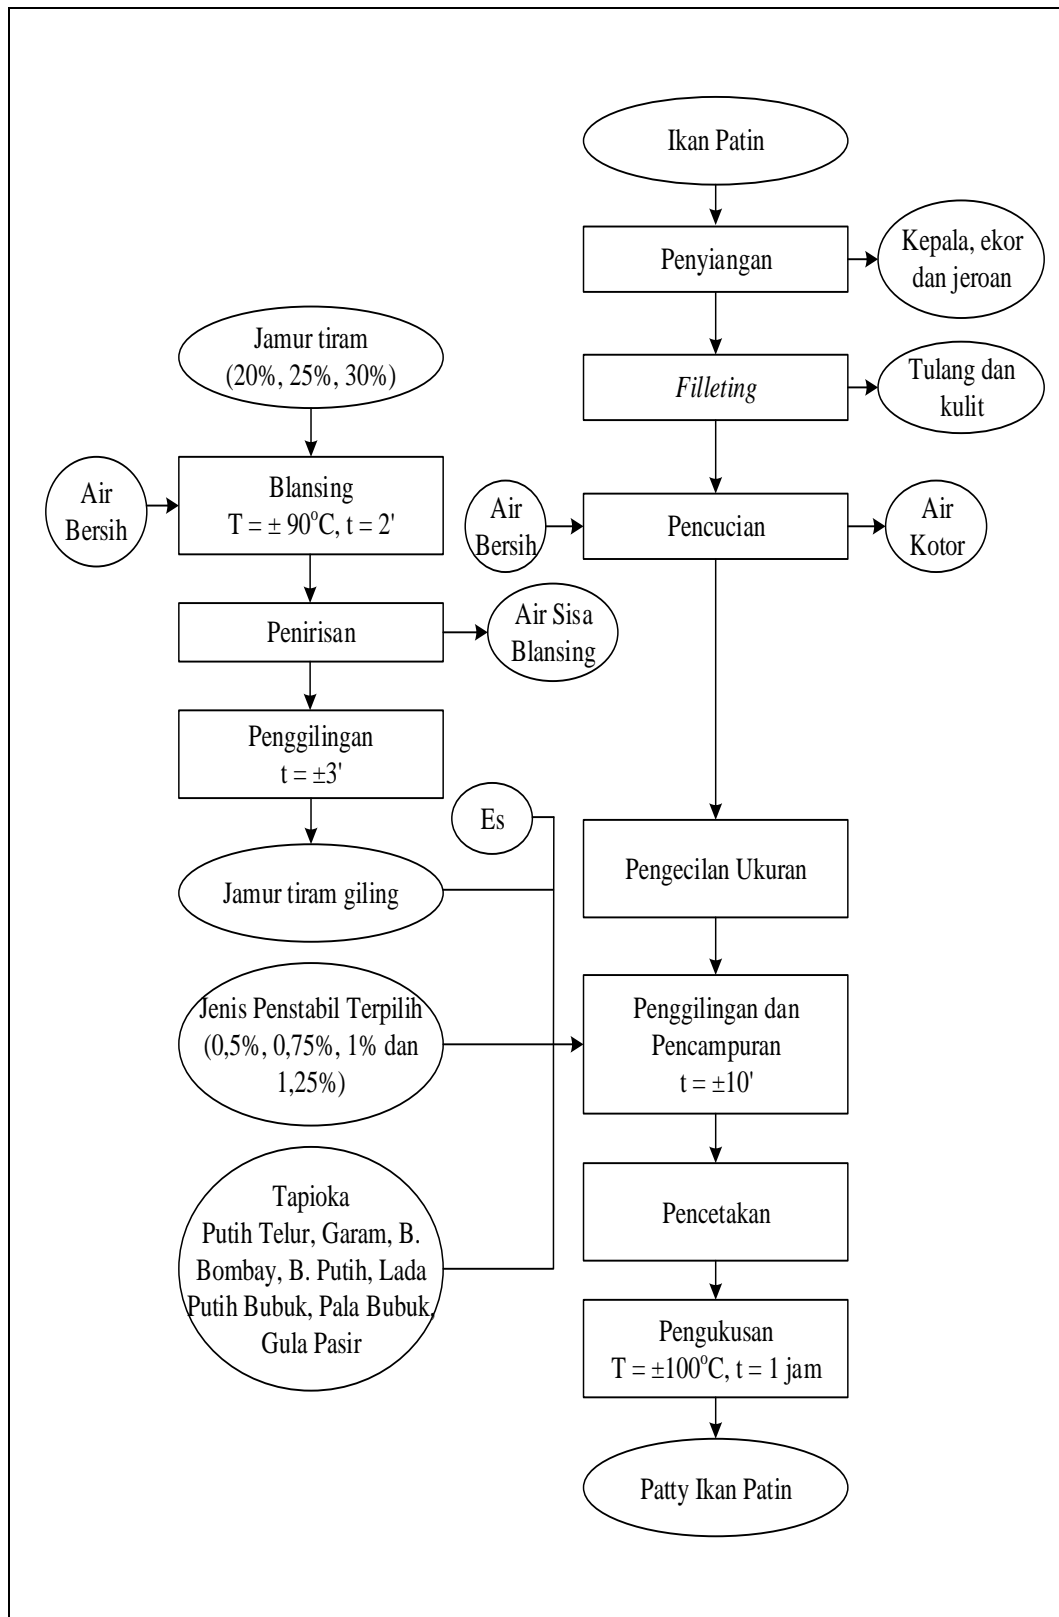 Ikan Patin
Penyiangan
Kepala, ekor
dan jeroan
Filleting
Tulang dan
kulit
Air
Bersih
Pencucian
Air
Kotor
Jamur tiram
(20%, 25%, 30%)
Air
Bersih
Blansing
T = ± 90°C, t = 2'
Penirisan
Air Sisa
Blansing
Penggilingan
t = ±3'
Jamur tiram giling
Es
Jenis Penstabil Terpilih
(0,5%, 0,75%, 1% dan
1,25%)
Tapioka
Putih Telur, Garam, B.
Bombay, B. Putih, Lada
Putih Bubuk, Pala Bubuk,
Gula Pasir
Pengecilan Ukuran
Penggilingan dan
Pencampuran
t = ±10'
Pencetakan
Pengukusan
T = ±100°C, t = 1 jam
Patty Ikan Patin